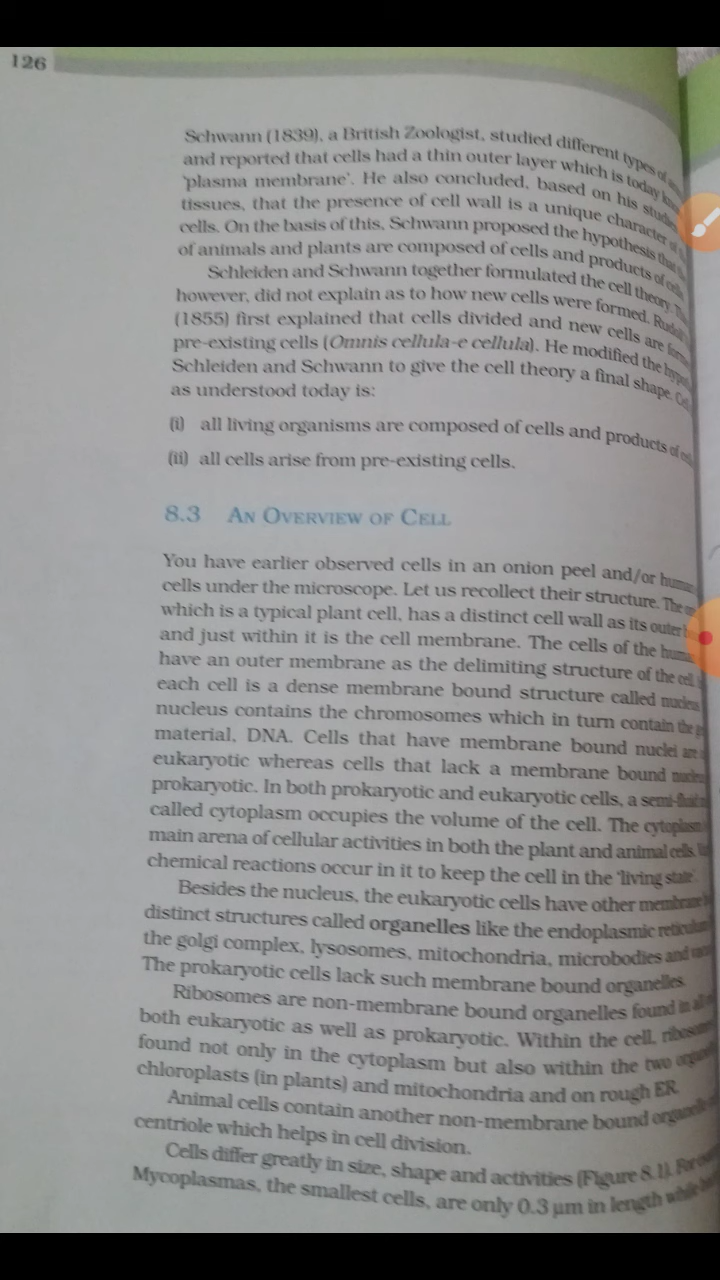 126
Schwann (1839), a British Zoologist, studied different types of
and reported that cells had a thin outer layer which is today
'plasma membrane'. He also concluded, based on his
tissues, that the presence of cell wall is a unique character
cells. On the basis of this, Schwann proposed the hypothesis that
of animals and plants are composed of cells and products of
Schleiden and Schwann together formulated the cell theory.
however, did not explain as to how new cells were formed.
(1855) first explained that cells divided and new cells are
pre-existing cells (Omnis cellula-e cellula). He modified the
Schleiden and Schwann to give the cell theory a final shape.
as understood today is:
(i) all living organisms are composed of cells and products of
(ii) all cells arise from pre-existing cells.
8.3 AN OVERVIEW OF CELL
You have earlier observed cells in an onion peel and/or human
cells under the microscope. Let us recollect their structure. The
which is a typical plant cell, has a distinct cell wall as its outer
and just within it is the cell membrane. The cells of the
have an outer membrane as the delimiting structure of the cell.
each cell is a dense membrane bound structure called
nucleus contains the chromosomes which in turn contain the
material, DNA. Cells that have membrane bound nuclei are
eukaryotic whereas cells that lack a membrane bound
prokaryotic. In both prokaryotic and eukaryotic cells, a semi-fluid
called cytoplasm occupies the volume of the cell. The cytoplasm
main arena of cellular activities in both the plant and animal cells.
chemical reactions occur in it to keep the cell in the 'living state'.
Besides the nucleus, the eukaryotic cells have other membrane
distinct structures called organelles like the endoplasmic
the golgi complex, lysosomes, mitochondria, microbodies and
The prokaryotic cells lack such membrane bound organelles.
Ribosomes are non-membrane bound organelles found in all
both eukaryotic as well as prokaryotic. Within the cell,
found not only in the cytoplasm but also within the two
chloroplasts (in plants) and mitochondria and on rough ER.
Animal cells contain another non-membrane bound
centriole which helps in cell division.
Cells differ greatly in size, shape and activities (Figure 8.1). For
Mycoplasmas, the smallest cells, are only 0.3 µm in length while